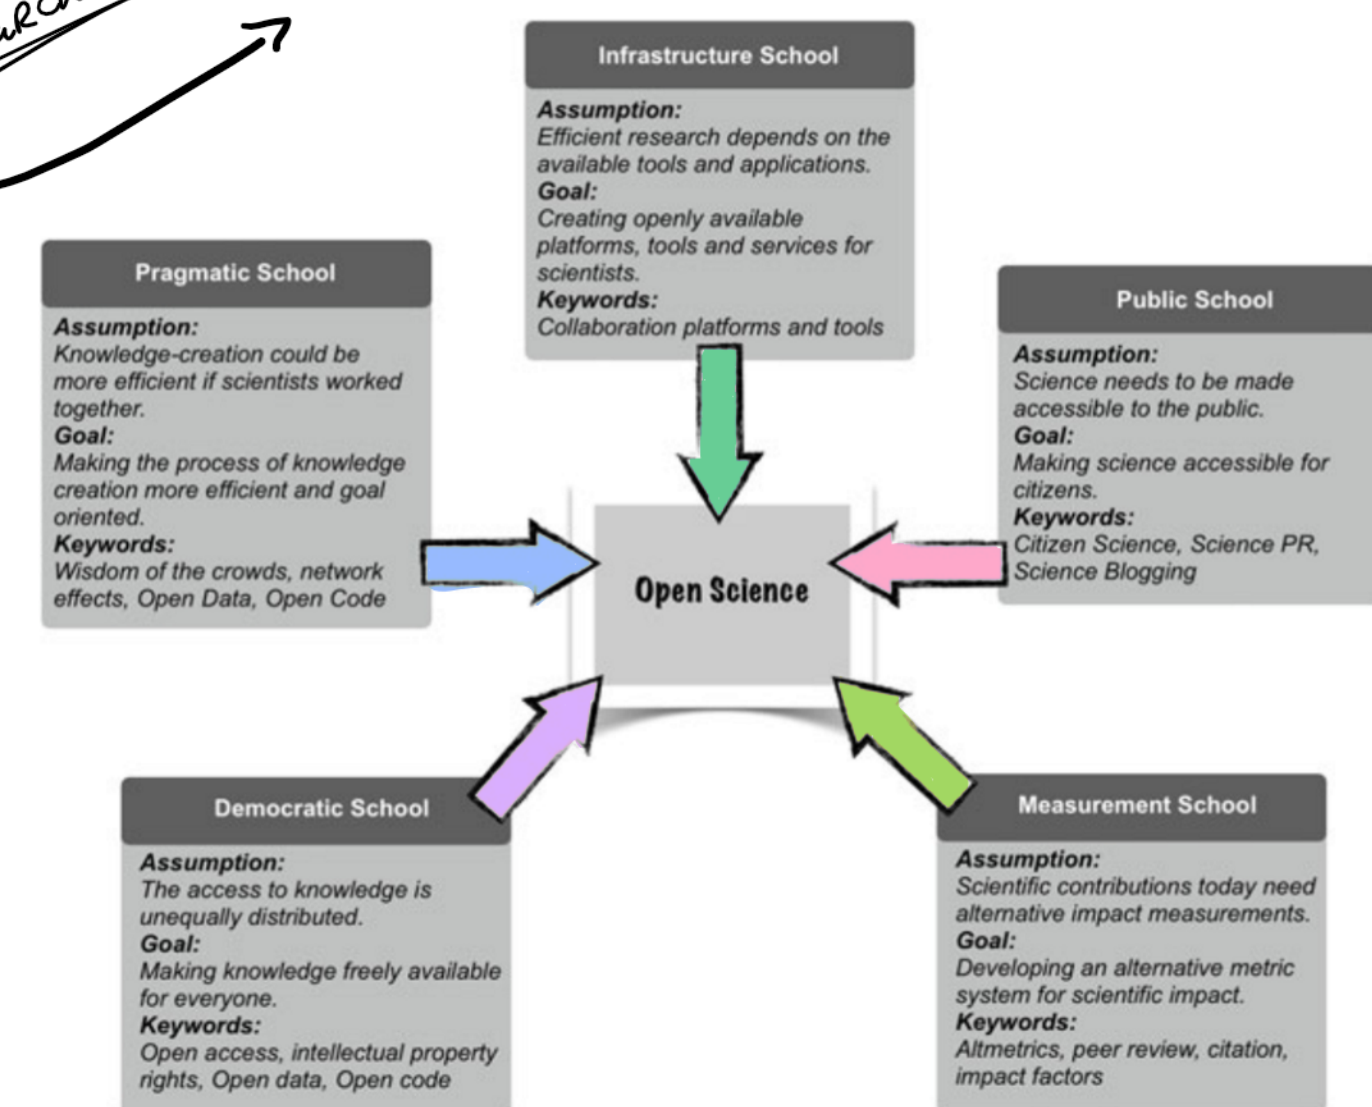 Infrastructure School
Assumption:
Efficient research depends on the
available tools and applications.
Goal:
Creating openly available
platforms, tools and services for
scientists.
Keywords:
Collaboration platforms and tools
Pragmatic School
Assumption:
Knowledge-creation could be
more efficient if scientists worked
together.
Goal:
Making the process of knowledge
creation more efficient and goal
oriented.
Keywords:
Wisdom of the crowds, network
effects, Open Data, Open Code
Public School
Assumption:
Science needs to be made
accessible to the public.
Goal:
Making science accessible for
citizens.
Keywords:
Citizen Science, Science PR,
Science Blogging
Open Science
Democratic School
Assumption:
The access to knowledge is
unequally distributed.
Goal:
Making knowledge freely available
for everyone.
Keywords:
Open access, intellectual property
rights, Open data, Open code
Measurement School
Assumption:
Scientific contributions today need
alternative impact measurements.
Goal:
Developing an alternative metric
system for scientific impact.
Keywords:
Altmetrics, peer review, citation,
impact factors